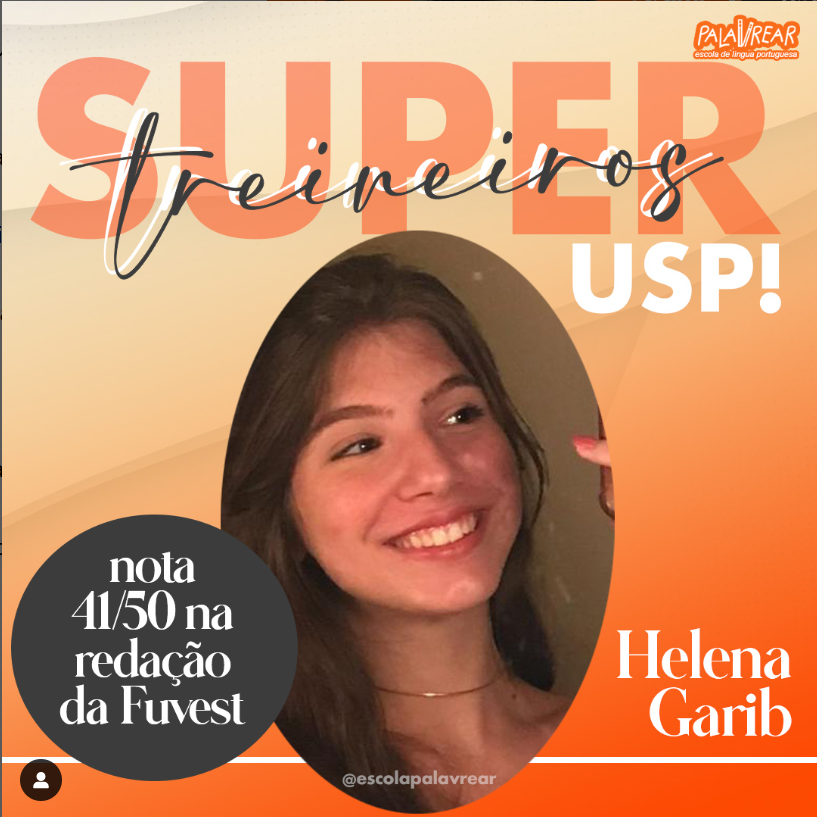 PALAVREAR
escola de língua portuguesa
SUPER
treineiros
USP!
nota
41/50 na
redação
da Fuvest
Helena
Garib
@escolapalavrear